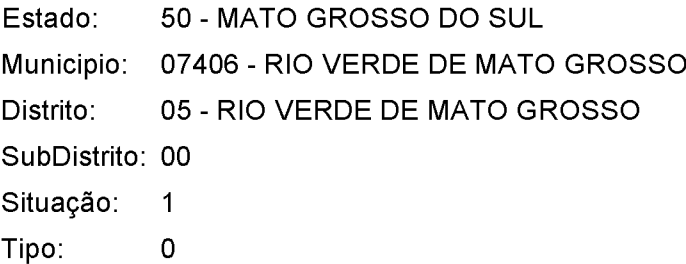 Estado: 50 - MATO GROSSO DO SUL
Municipio: 07406 - RIO VERDE DE MATO GROSSO
Distrito: 05 - RIO VERDE DE MATO GROSSO
SubDistrito: 00
Situação: 1
Tipo: 0